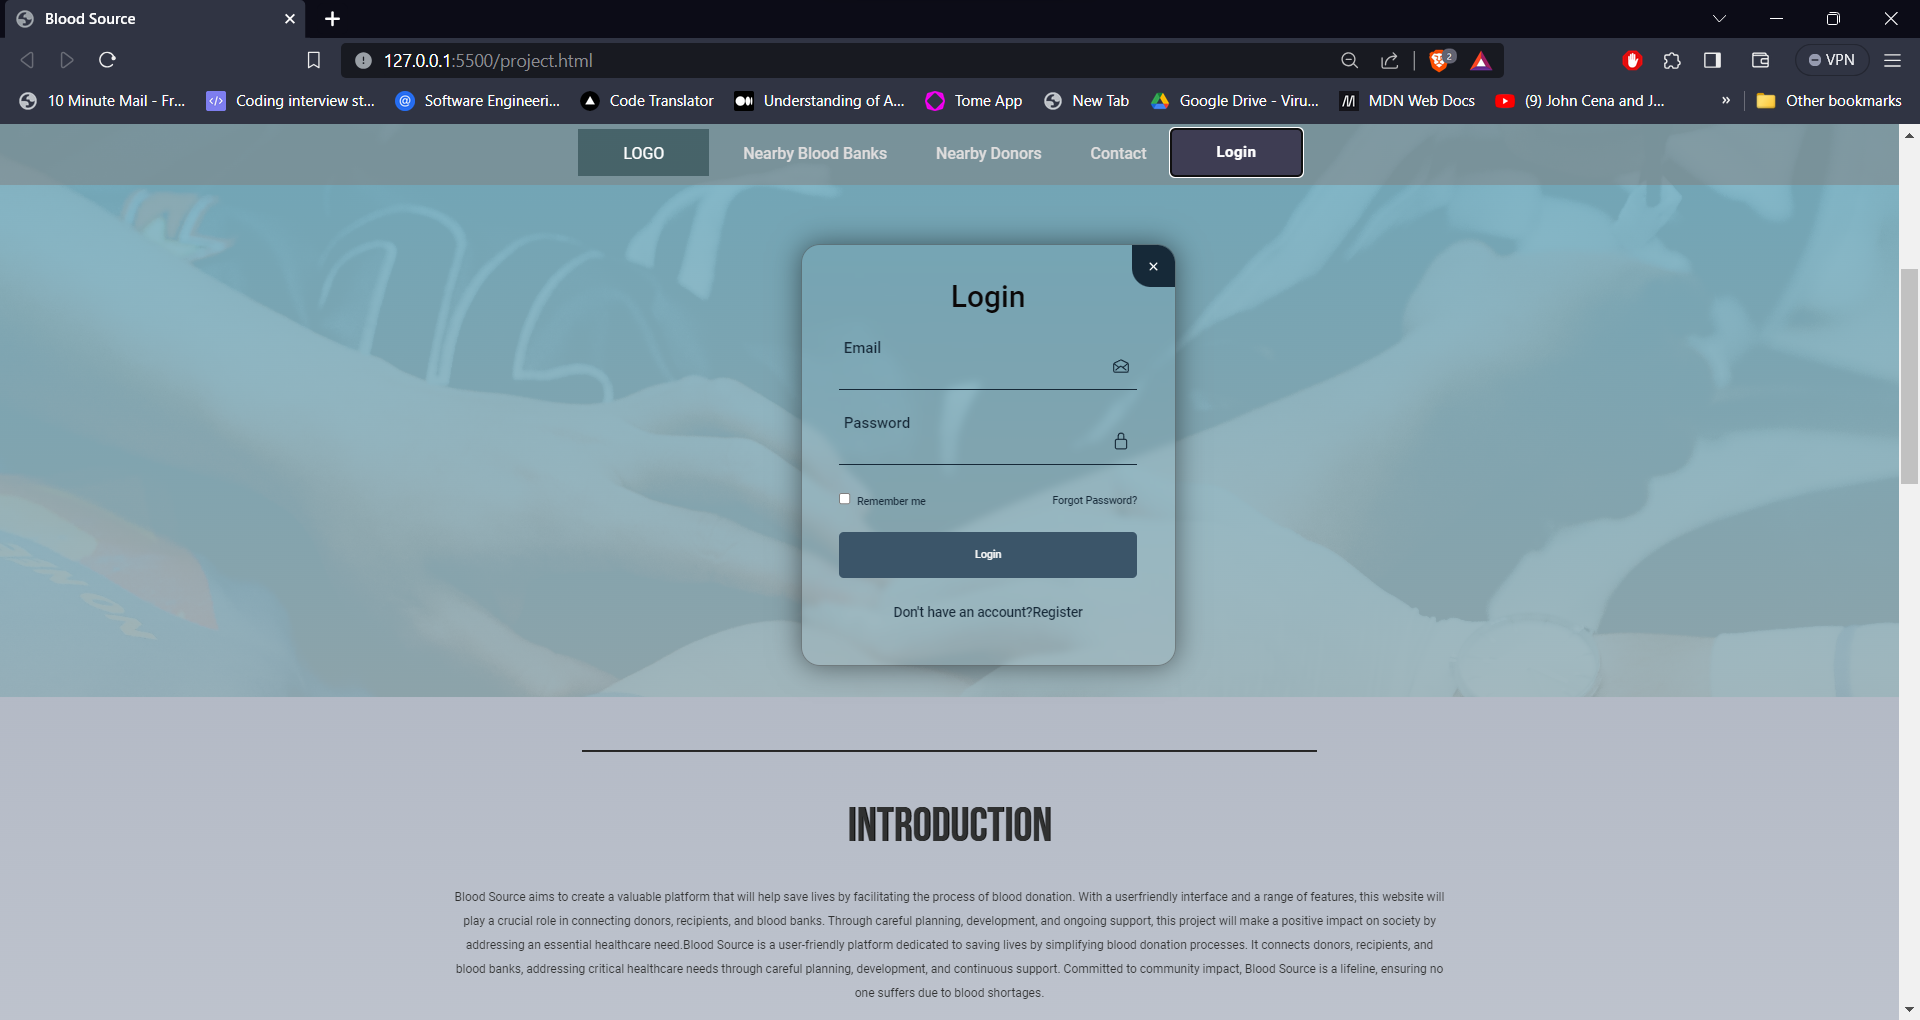 Blood Source
127.0.0.1:5500/project.html
2
VPN
10 Minute Mail - Fr...
Coding interview st...
Software Engineeri...
Code Translator
Understanding of A...
Tome App
New Tab
Google Drive - Viru...
MDN Web Docs
(9) John Cena and J...
»
Other bookmarks
LOGO
Nearby Blood Banks
Nearby Donors
Contact
Login
Login
Email
Password
Remember me
Forgot Password?
Login
Don't have an account?Register
INTRODUCTION
Blood Source aims to create a valuable platform that will help save lives by facilitating the process of blood donation. With a userfriendly interface and a range of features, this website will
play a crucial role in connecting donors, recipients, and blood banks. Through careful planning, development, and ongoing support, this project will make a positive impact on society by
addressing an essential healthcare need.Blood Source is a user-friendly platform dedicated to saving lives by simplifying blood donation processes. It connects donors, recipients, and
blood banks, addressing critical healthcare needs through careful planning, development, and continuous support. Committed to community impact, Blood Source is a lifeline, ensuring no
one suffers due to blood shortages.